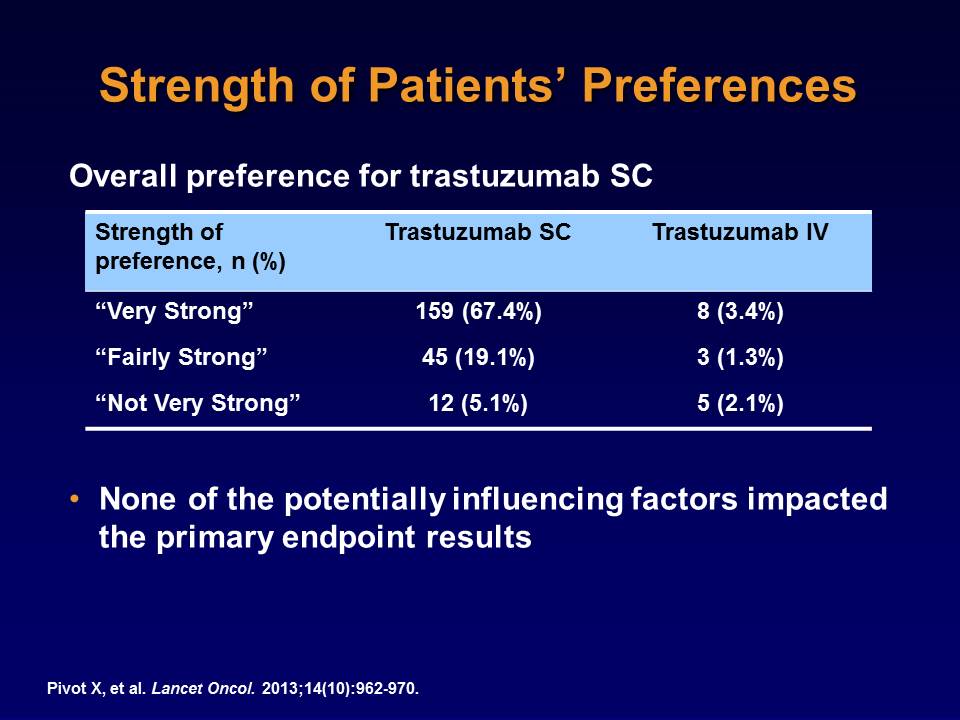 Strength of Patients’ Preferences
Overall preference for trastuzumab SC
Strength of preference, n (%) Trastuzumab SC Trastuzumab IV
“Very Strong” 159 (67.4%) 8 (3.4%)
“Fairly Strong” 45 (19.1%) 3 (1.3%)
“Not Very Strong” 12 (5.1%) 5 (2.1%)
• None of the potentially influencing factors impacted
the primary endpoint results
Pivot X, et al. Lancet Oncol. 2013;14(10):962-970.